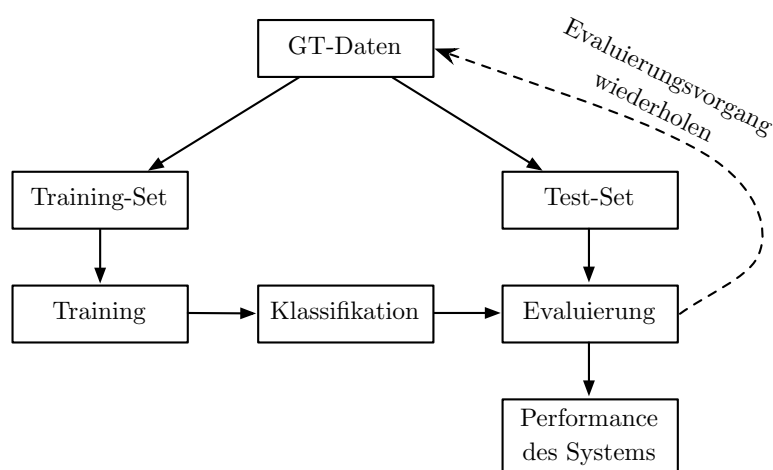 GT-Daten
Evaluierungsvorgang
wiederholen
Training-Set
Test-Set
Training
Klassifikation
Evaluierung
Performance
des Systems